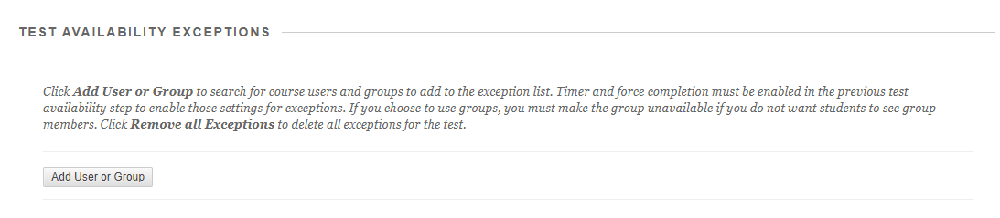 TEST AVAILABILITY EXCEPTIONS
Click Add User or Group to search for course users and groups to add to the exception list. Timer and force completion must be enabled in the previous test
availability step to enable those settings for exceptions. If you choose to use groups, you must make the group unavailable if you do not want students to see group
members. Click Remove all Exceptions to delete all exceptions for the test.
Add User or Group